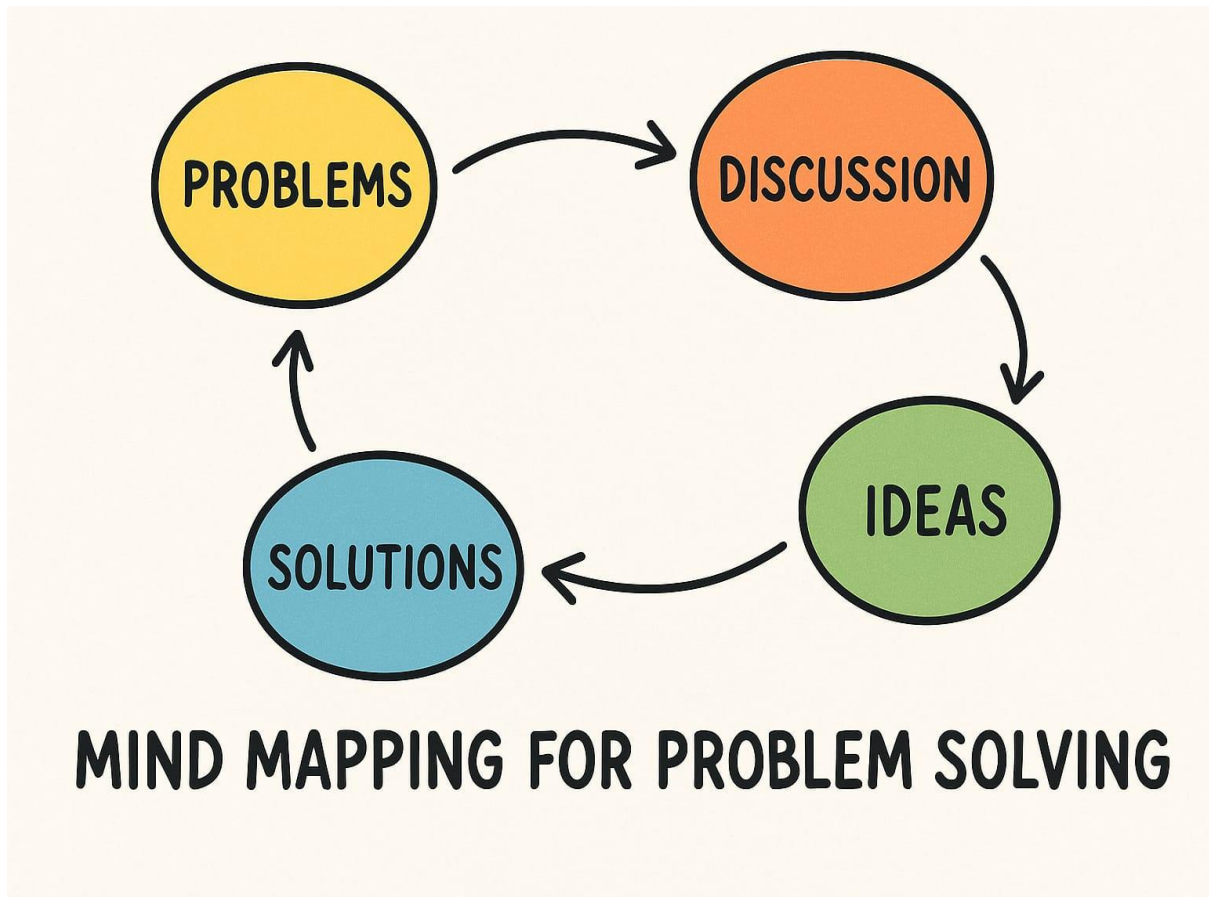 PROBLEMS
DISCUSSION
IDEAS
SOLUTIONS
MIND MAPPING FOR PROBLEM SOLVING